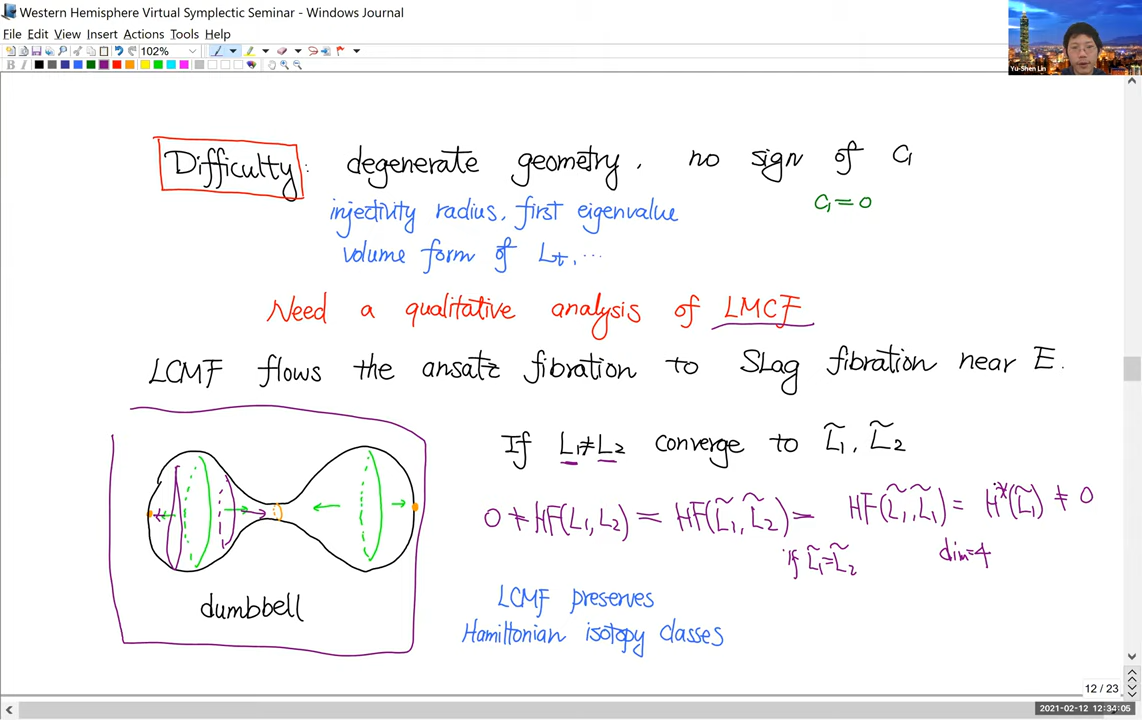 Western Hemisphere Virtual Symplectic Seminar - Windows Journal
File Edit View Insert Actions Tools Help
102%
B I
Yu-Shen Lin
Difficulty: degenerate geometry, no sign of C₁
injectivity radius, first eigenvalue C₁=0
volume form of Lₜ, ...
Need a qualitative analysis of LMCF
LCMF flows the ansatz fibration to SLag fibration near E.
If L₁≠L₂ converge to L̃₁, L̃₂
0 ≠ HF(L₁,L₂) = HF(L̃₁,L̃₂) = HF(L̃₁,L̃₁) = H*(L̃₁) ≠ 0
if L̃₁=L̃₂ dim=4
dumbbell
LCMF preserves
Hamiltonian isotopy classes
12 / 23
2021-02-12 12:34:05